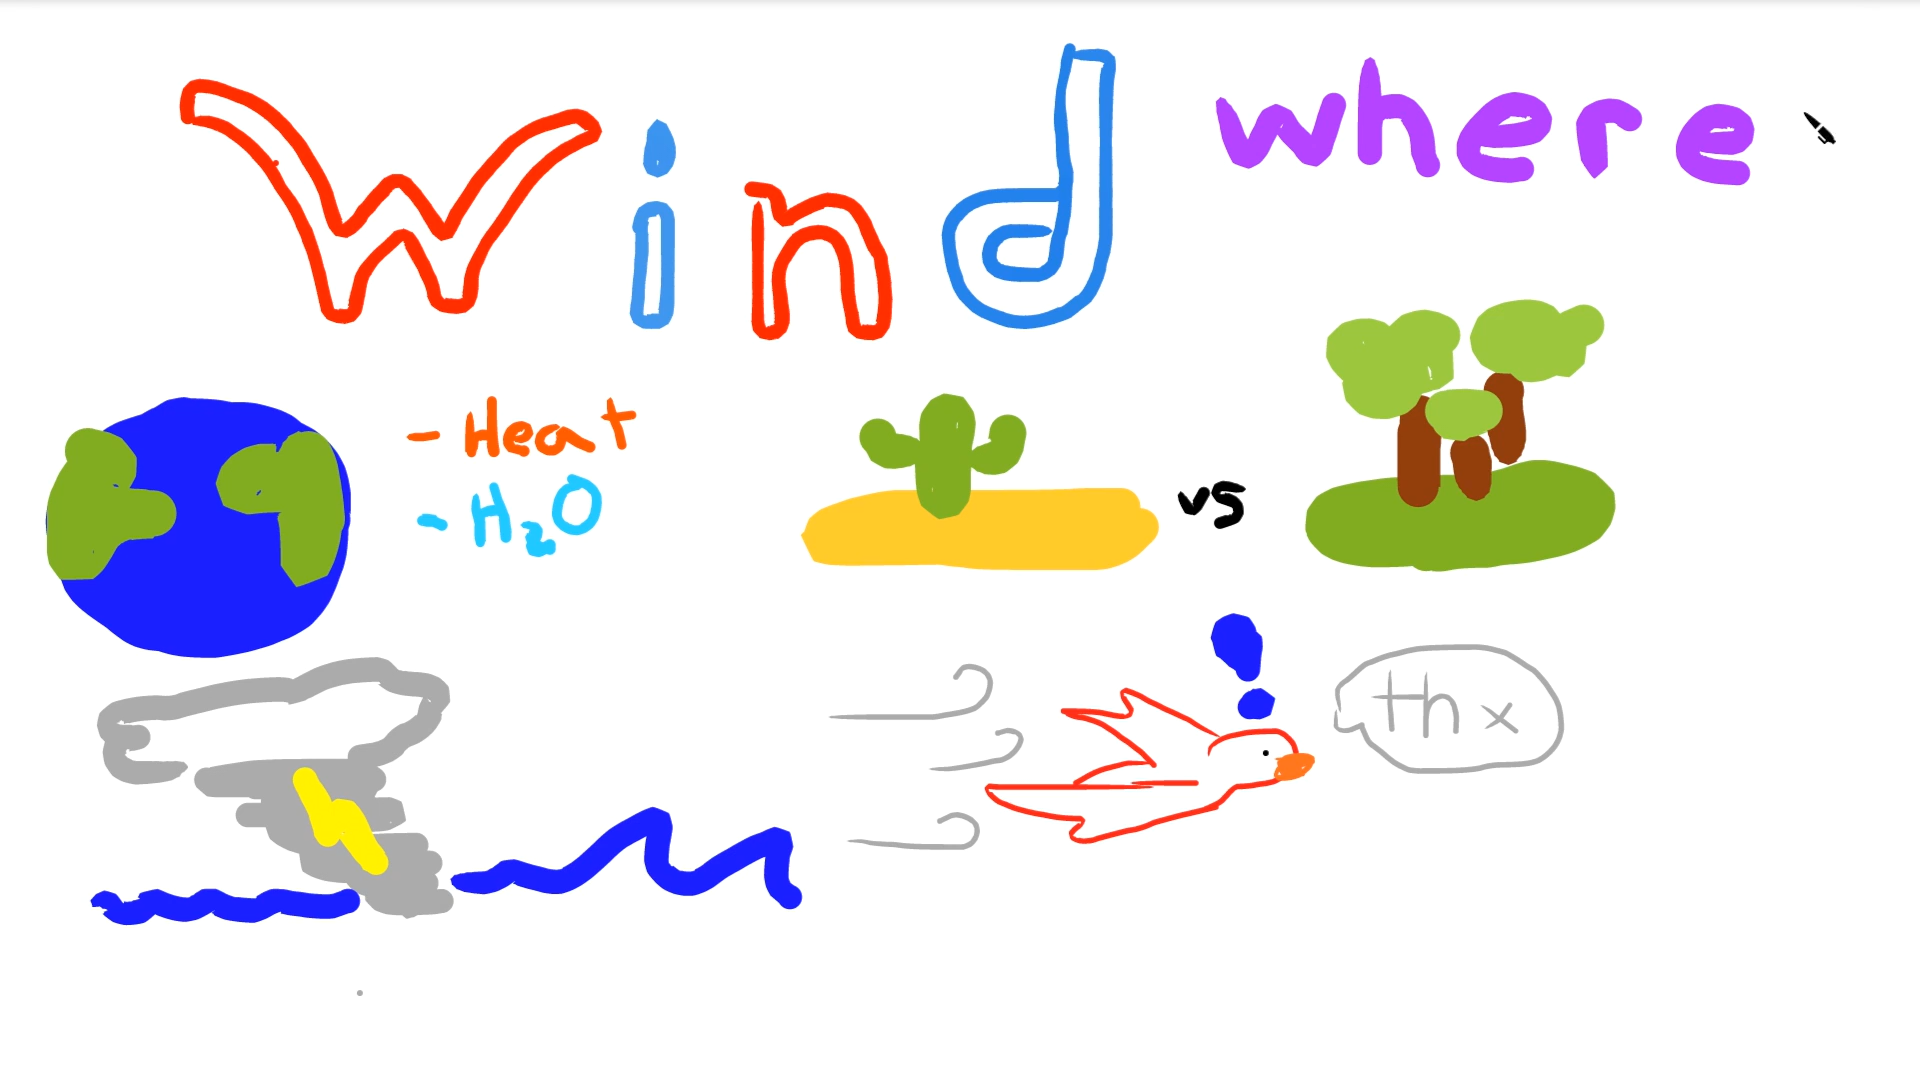 Wind
where
- Heat
- H₂O
vs
thx